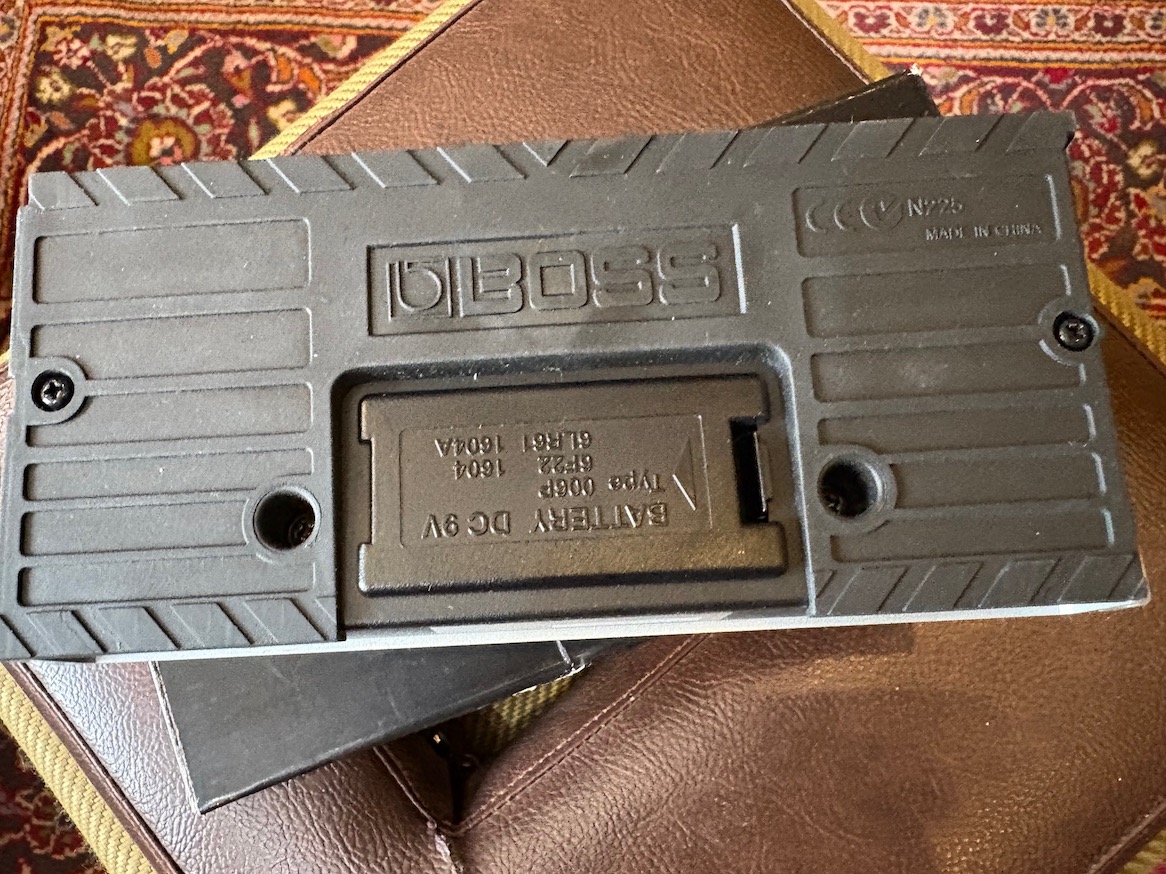 BOSS
N225
MADE IN CHINA
BATTERY DC 9V
Type 006P
6F22 1604
6LR61 1604A